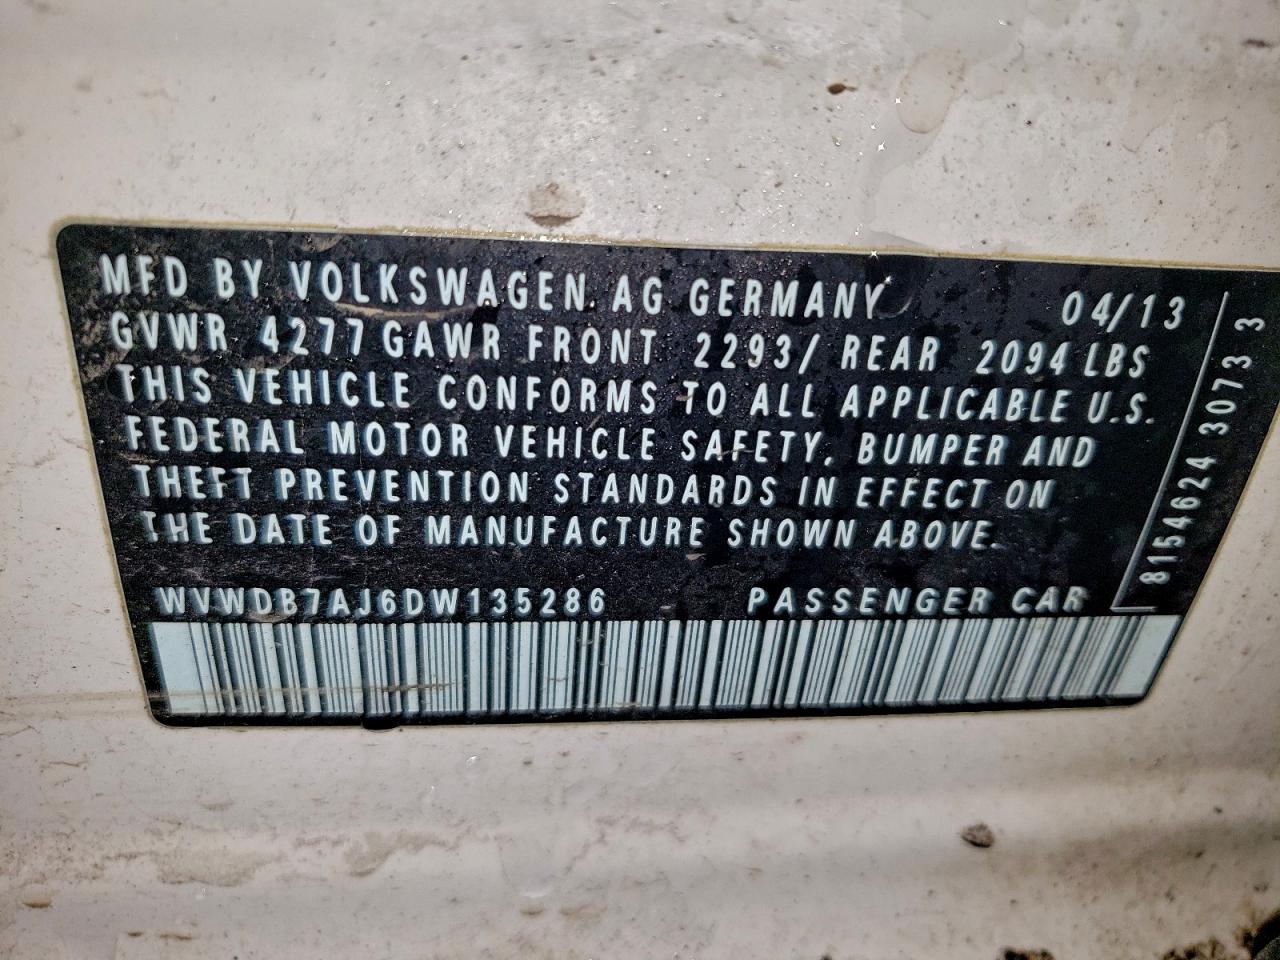 MFD BY VOLKSWAGEN AG GERMANY 04/13
GVWR 4277 GAWR FRONT 2293/ REAR 2094 LBS
THIS VEHICLE CONFORMS TO ALL APPLICABLE U.S.
FEDERAL MOTOR VEHICLE SAFETY, BUMPER AND
THEFT PREVENTION STANDARDS IN EFFECT ON
THE DATE OF MANUFACTURE SHOWN ABOVE.
WVWDB7AJ6DW135286 PASSENGER CAR
8154624 3073 3